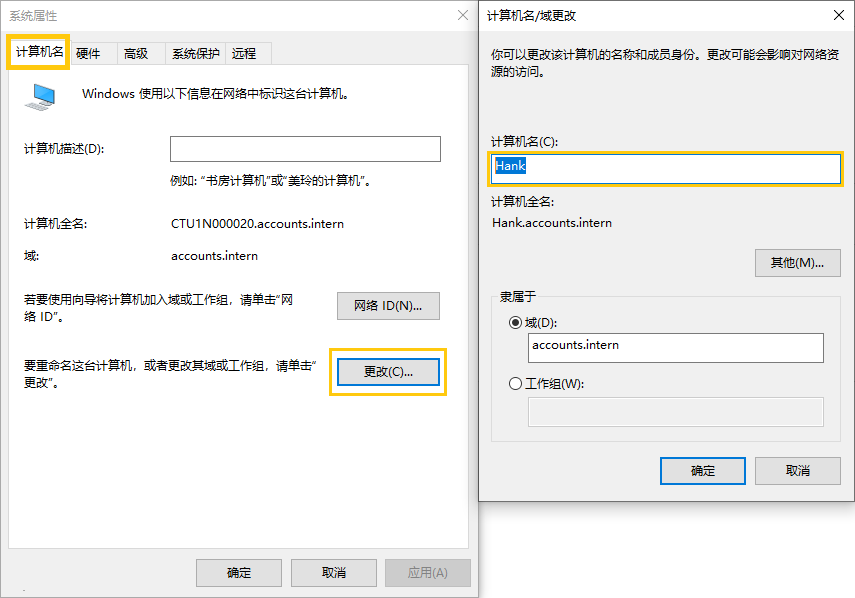 系统属性
计算机名
硬件
高级
系统保护
远程
Windows 使用以下信息在网络中标识这台计算机。
计算机描述(D):
例如: “书房计算机”或“美玲的计算机”。
计算机全名:
CTU1N000020.accounts.intern
域:
accounts.intern
若要使用向导将计算机加入域或工作组，请单击“网
络 ID”。
网络 ID(N)...
要重命名这台计算机，或者更改其域或工作组，请单击“
更改”。
更改(C)...
确定
取消
应用(A)
计算机名/域更改
你可以更改该计算机的名称和成员身份。更改可能会影响对网络资
源的访问。
计算机名(C):
Hank
计算机全名:
Hank.accounts.intern
其他(M)...
隶属于
域(D):
accounts.intern
工作组(W):
确定
取消